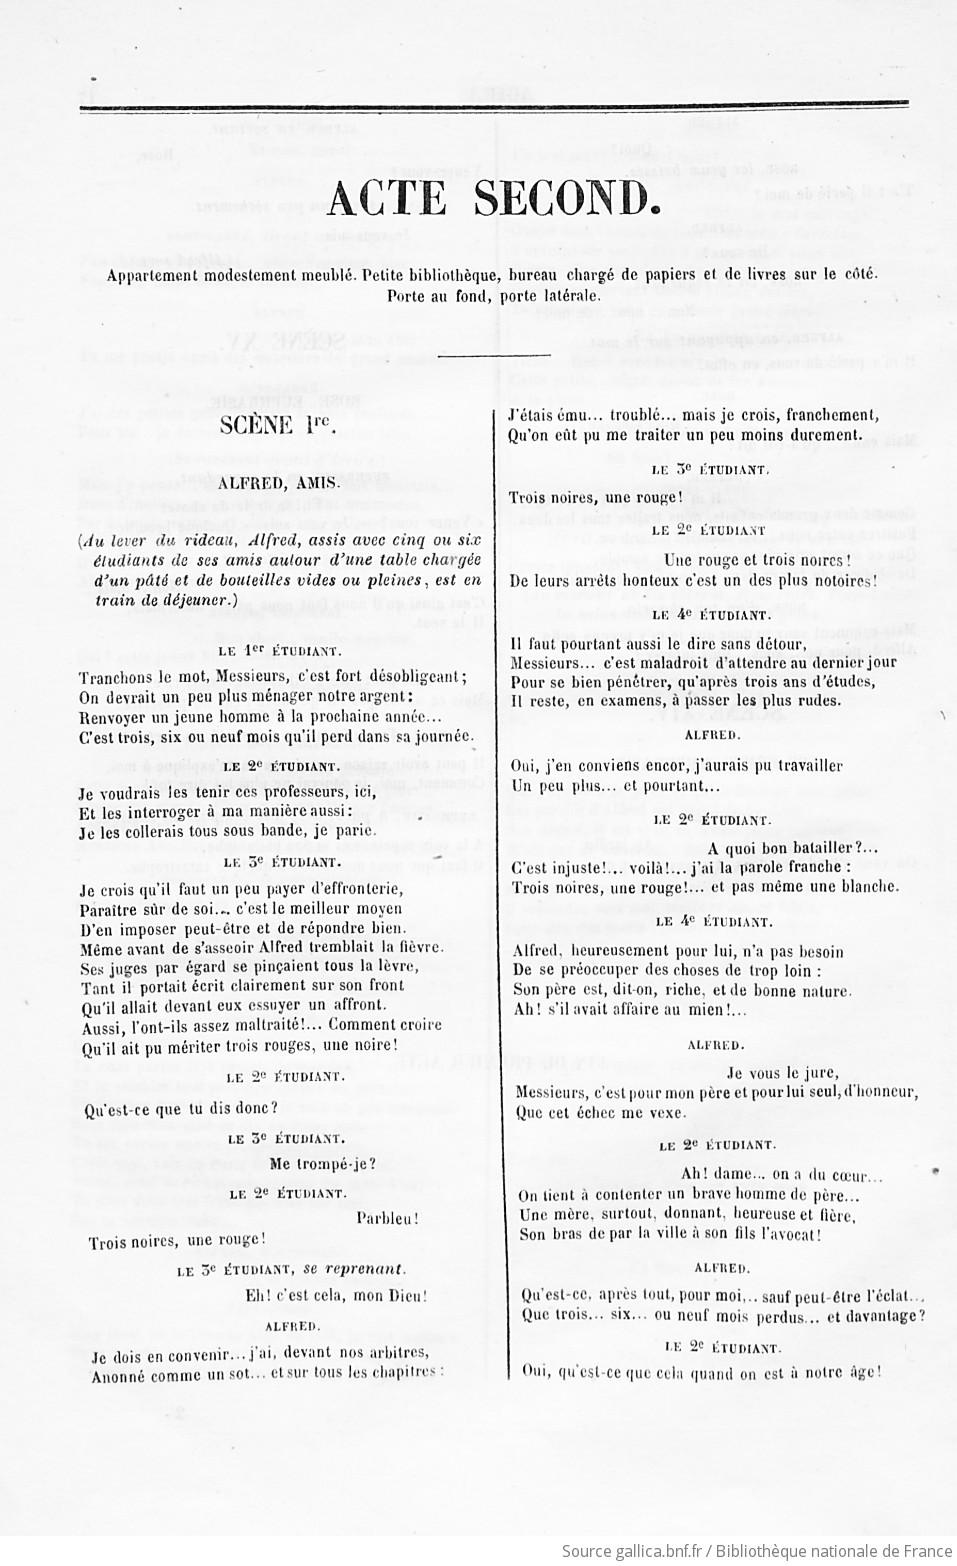 ACTE SECOND.
Appartement modestement meublé. Petite bibliothèque, bureau chargé de papiers et de livres sur le côté.
Porte au fond, porte latérale.
SCÈNE 1re.
ALFRED, AMIS.
(Au lever du rideau, Alfred, assis avec cinq ou six
étudiants de ses amis autour d'une table chargée
d'un pâté et de bouteilles vides ou pleines, est en
train de déjeuner.)
LE 1er ÉTUDIANT.
Tranchons le mot, Messieurs, c'est fort désobligeant;
On devrait un peu plus ménager notre argent:
Renvoyer un jeune homme à la prochaine année...
C'est trois, six ou neuf mois qu'il perd dans sa journée.
LE 2e ÉTUDIANT.
Je voudrais les tenir ces professeurs, ici,
Et les interroger à ma manière aussi:
Je les collerais tous sous bande, je parie.
LE 3e ÉTUDIANT.
Je crois qu'il faut un peu payer d'effronterie,
Paraître sûr de soi... c'est le meilleur moyen
D'en imposer peut-être et de répondre bien.
Même avant de s'asseoir Alfred tremblait la fièvre.
Ses juges par égard se pinçaient tous la lèvre,
Tant il portait écrit clairement sur son front
Qu'il allait devant eux essuyer un affront.
Aussi, l'ont-ils assez maltraité!... Comment croire
Qu'il ait pu mériter trois rouges, une noire!
LE 2e ÉTUDIANT.
Qu'est-ce que tu dis donc?
LE 3e ÉTUDIANT.
Me trompé-je?
LE 2e ÉTUDIANT.
Parbleu!
Trois noires, une rouge!
LE 3e ÉTUDIANT, se reprenant.
Eh! c'est cela, mon Dieu!
ALFRED.
Je dois en convenir... j'ai, devant nos arbitres,
Anonné comme un sot... et sur tous les chapitres:
J'étais ému... troublé... mais je crois, franchement,
Qu'on eût pu me traiter un peu moins durement.
LE 3e ÉTUDIANT.
Trois noires, une rouge!
LE 2e ÉTUDIANT
Une rouge et trois noires!
De leurs arrêts honteux c'est un des plus notoires!
LE 4e ÉTUDIANT.
Il faut pourtant aussi le dire sans détour,
Messieurs... c'est maladroit d'attendre au dernier jour
Pour se bien pénétrer, qu'après trois ans d'études,
Il reste, en examens, à passer les plus rudes.
ALFRED.
Oui, j'en conviens encor, j'aurais pu travailler
Un peu plus... et pourtant...
LE 2e ÉTUDIANT.
A quoi bon batailler?...
C'est injuste!... voilà!... j'ai la parole franche:
Trois noires, une rouge!... et pas même une blanche.
LE 4e ÉTUDIANT.
Alfred, heureusement pour lui, n'a pas besoin
De se préoccuper des choses de trop loin:
Son père est, dit-on, riche, et de bonne nature.
Ah! s'il avait affaire au mien!...
ALFRED.
Je vous le jure,
Messieurs, c'est pour mon père et pour lui seul, d'honneur,
Que cet échec me vexe.
LE 2e ÉTUDIANT.
Ah! dame... on a du cœur...
On tient à contenter un brave homme de père...
Une mère, surtout, donnant, heureuse et fière,
Son bras de par la ville à son fils l'avocat!
ALFRED.
Qu'est-ce, après tout, pour moi,.. sauf peut-être l'éclat...
Que trois... six... ou neuf mois perdus... et davantage?
LE 2e ÉTUDIANT.
Oui, qu'est-ce que cela quand on est à notre âge!
Source gallica.bnf.fr / Bibliothèque nationale de France